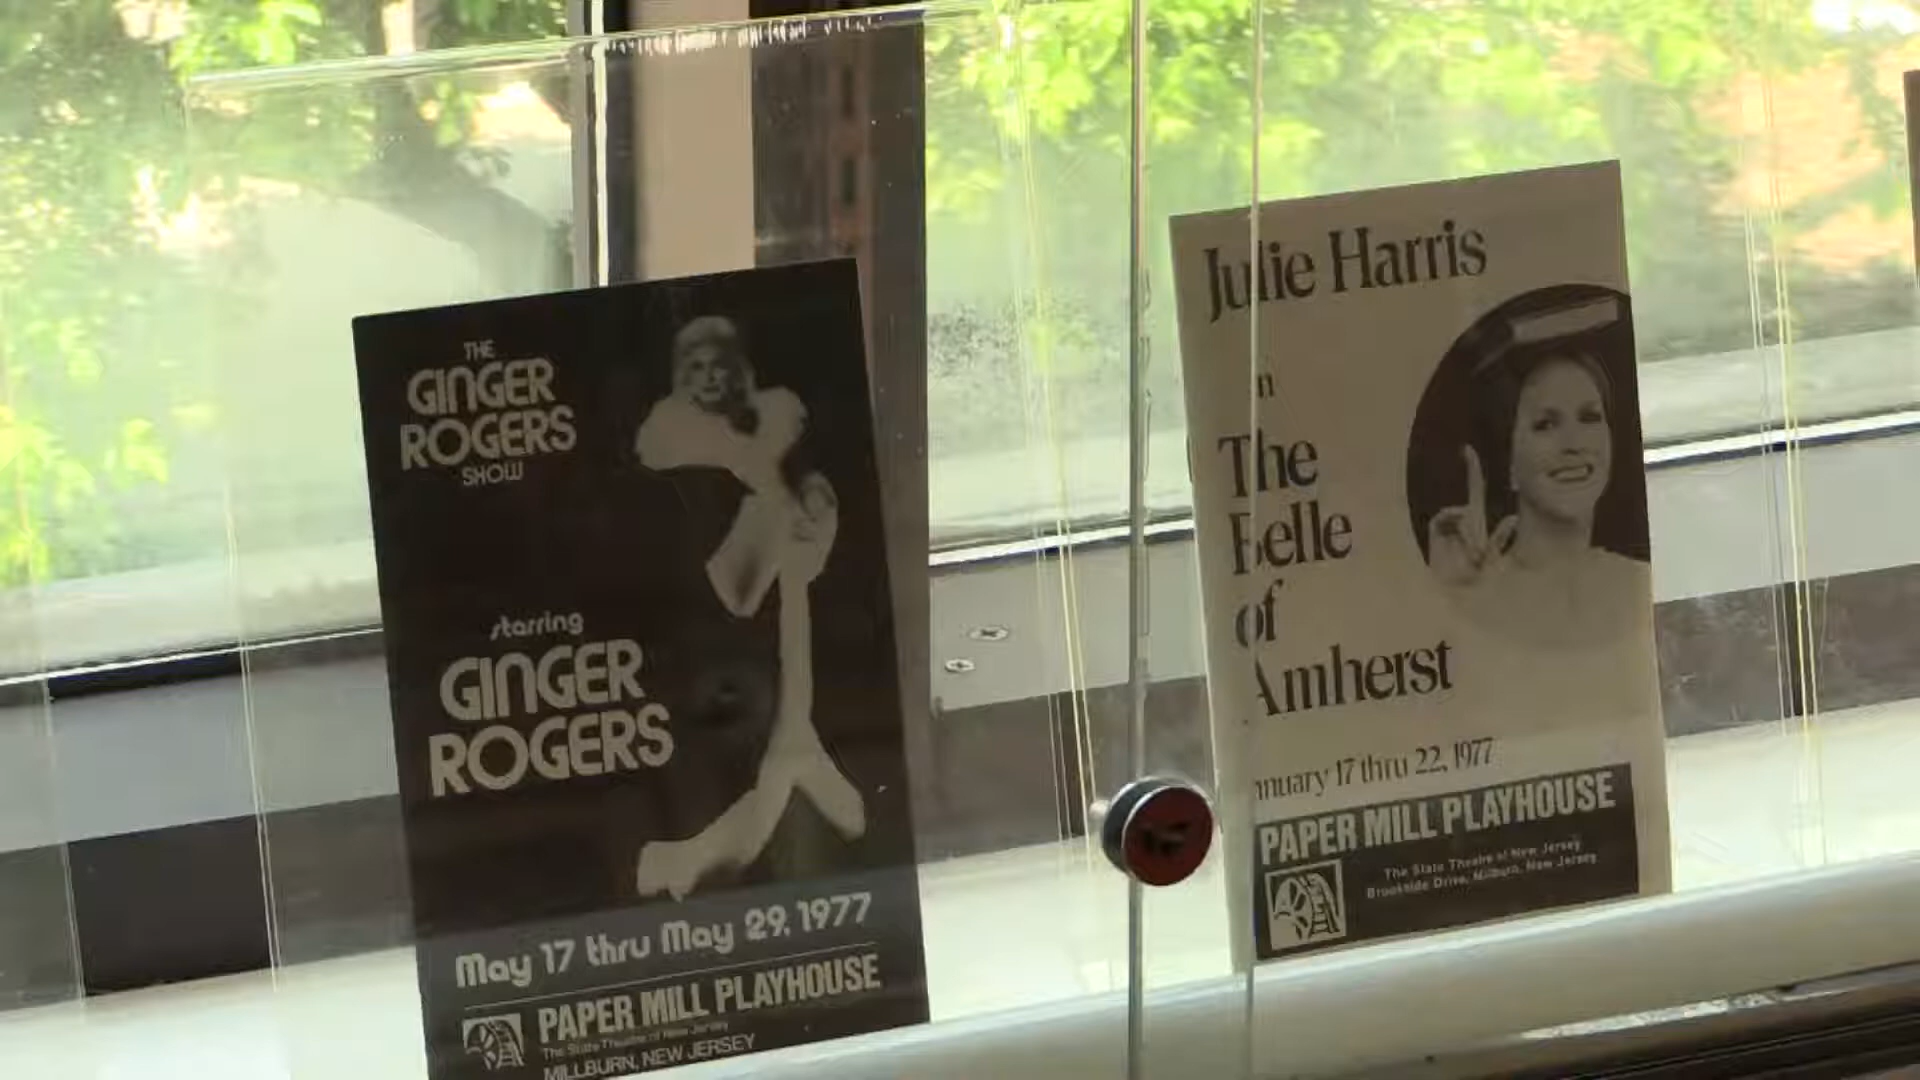 THE
GINGER
ROGERS
SHOW
starring
GINGER
ROGERS
May 17 thru May 29, 1977
PAPER MILL PLAYHOUSE
The State Theatre of New Jersey
MILLBURN, NEW JERSEY
Julie Harris
in
The
Belle
of
Amherst
January 17 thru 22, 1977
PAPER MILL PLAYHOUSE
The State Theatre of New Jersey
Brookside Drive, Millburn, New Jersey